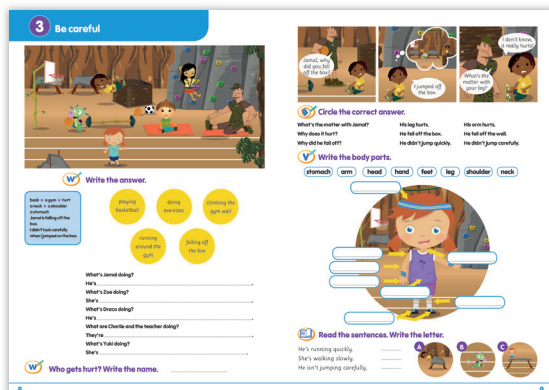 3 Be careful
W Write the answer.
back • a gym • hurt
a neck • a shoulder
a stomach
Jamal's falling off the
box.
I didn't look carefully
when I jumped on the box.
playing
basketball
doing
exercises
climbing the
gym wall
running
around the
gym
falling off
the box
What's Jamal doing?
He's
What's Zoe doing?
She's
What's Draco doing?
He's
What are Charlie and the teacher doing?
They're
What's Yuki doing?
She's
W Who gets hurt? Write the name.
8
Jamal, why
did you fall
off the box?
I jumped off
the box.
I don't know,
it really hurts!
What's the
matter with
your leg?
Circle the correct answer.
What's the matter with Jamal? His leg hurts. His arm hurts.
Why does it hurt? He fell off the box. He fell off the wall.
Why did he fall off? He didn't jump quickly. He didn't jump carefully.
V Write the body parts.
stomach arm head hand feet leg shoulder neck
Read the sentences. Write the letter.
He's running quickly.
She's walking slowly.
He isn't jumping carefully.
A B C
9